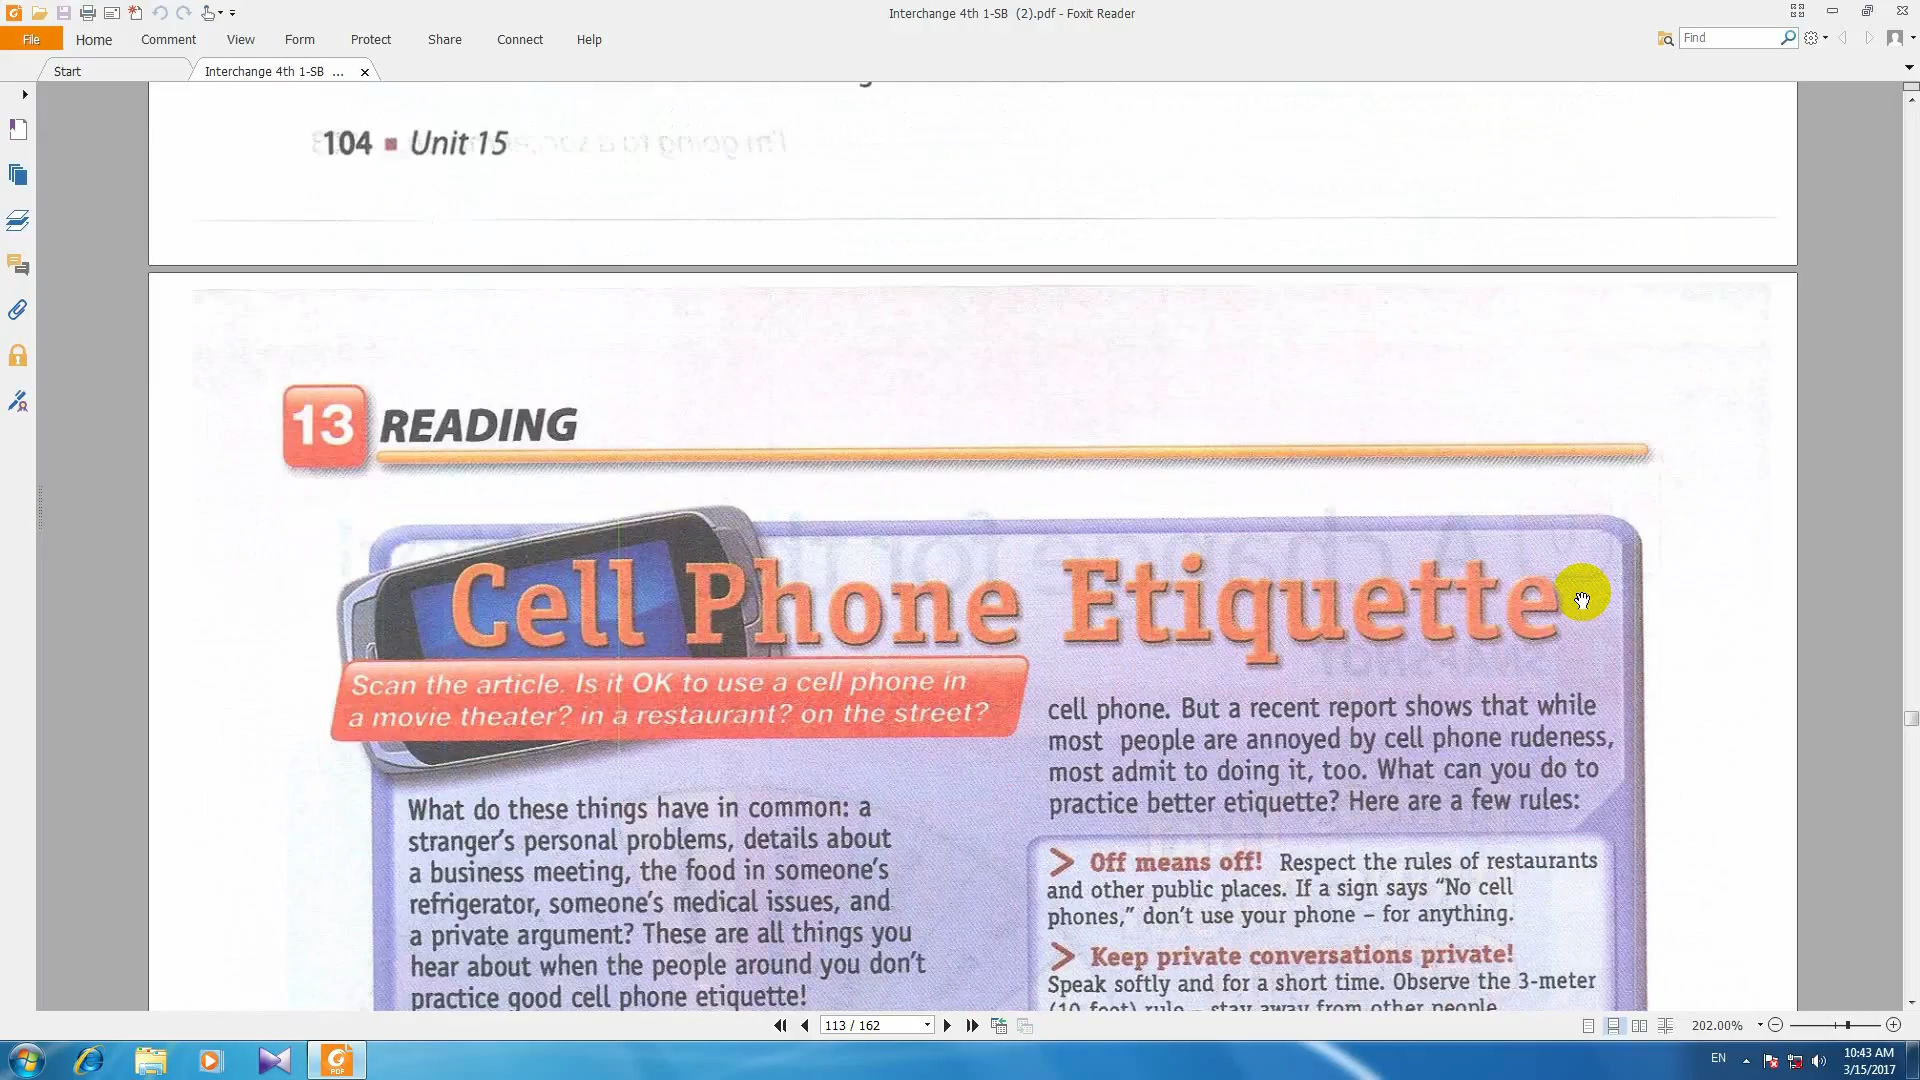 Interchange 4th 1-SB (2).pdf - Foxit Reader
File Home Comment View Form Protect Share Connect Help
Find
Start
Interchange 4th 1-SB ...
104 ▪ Unit 15
13 READING
Cell Phone Etiquette
Scan the article. Is it OK to use a cell phone in
a movie theater? in a restaurant? on the street?
What do these things have in common: a
stranger's personal problems, details about
a business meeting, the food in someone's
refrigerator, someone's medical issues, and
a private argument? These are all things you
hear about when the people around you don't
practice good cell phone etiquette!
cell phone. But a recent report shows that while
most people are annoyed by cell phone rudeness,
most admit to doing it, too. What can you do to
practice better etiquette? Here are a few rules:
> Off means off! Respect the rules of restaurants
and other public places. If a sign says “No cell
phones,” don't use your phone – for anything.
> Keep private conversations private!
Speak softly and for a short time. Observe the 3-meter
(10 foot) rule – stay away from other people
113 / 162
202.00%
EN
10:43 AM
3/15/2017